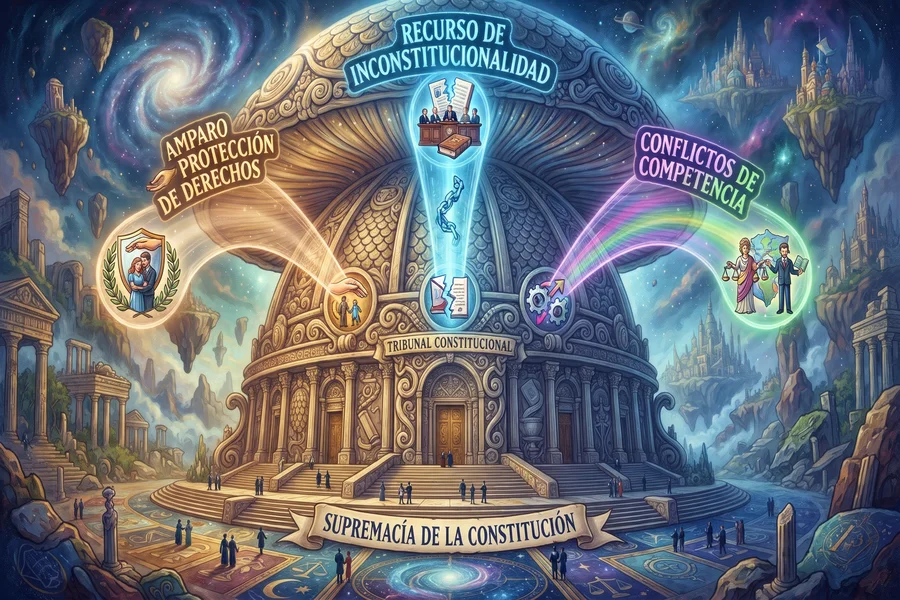 RECURSO DE
INCONSTITUCIONALIDAD
AMPARO
PROTECCIÓN
DE DERECHOS
CONFLICTOS DE
COMPETENCIA
TRIBUNAL CONSTITUCIONAL
SUPREMACÍA DE LA CONSTITUCIÓN